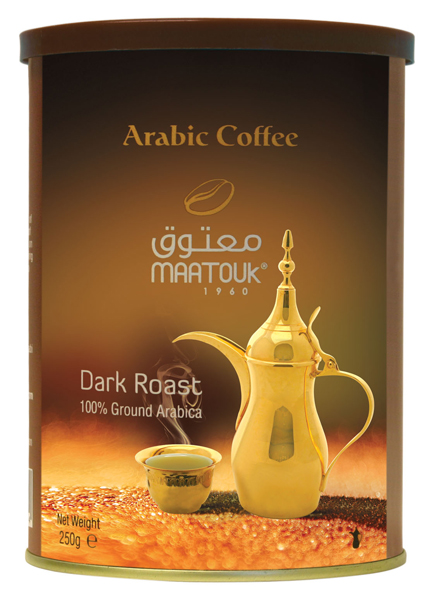 Arabic Coffee
معتوق
MAATOUK®
1960
Dark Roast
100% Ground Arabica
Net Weight
250g ℮